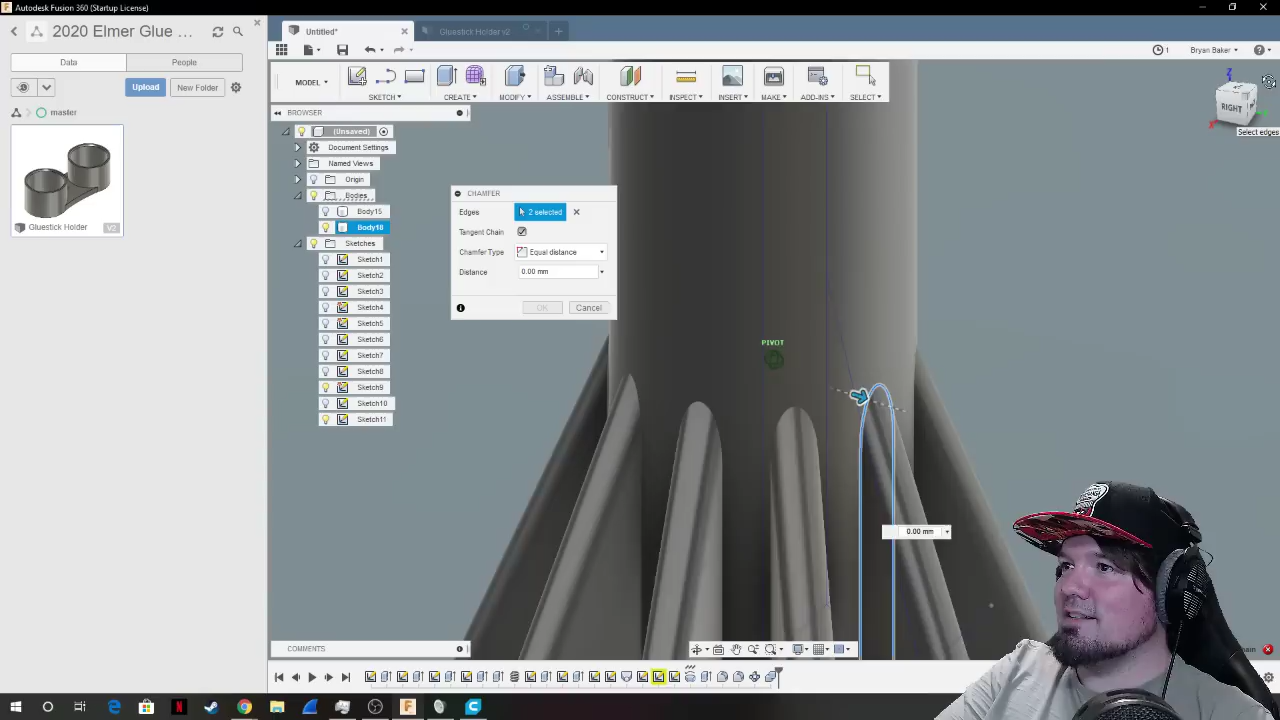 Autodesk Fusion 360 (Startup License)
2020 Elmer Glue ...
Untitled*
Gluestick Holder v2
Bryan Baker
1
Data
People
Upload
New Folder
master
Gluestick Holder
V2
MODEL
SKETCH
CREATE
MODIFY
ASSEMBLE
CONSTRUCT
INSPECT
INSERT
MAKE
ADD-INS
SELECT
BROWSER
(Unsaved)
Document Settings
Named Views
Origin
Bodies
Body15
Body18
Sketches
Sketch1
Sketch2
Sketch3
Sketch4
Sketch5
Sketch6
Sketch7
Sketch8
Sketch9
Sketch10
Sketch11
CHAMFER
Edges
2 selected
Tangent Chain
Chamfer Type
Equal distance
Distance
0.00 mm
OK
Cancel
PIVOT
0.00 mm
Z
RIGHT
X
Select edges
COMMENTS